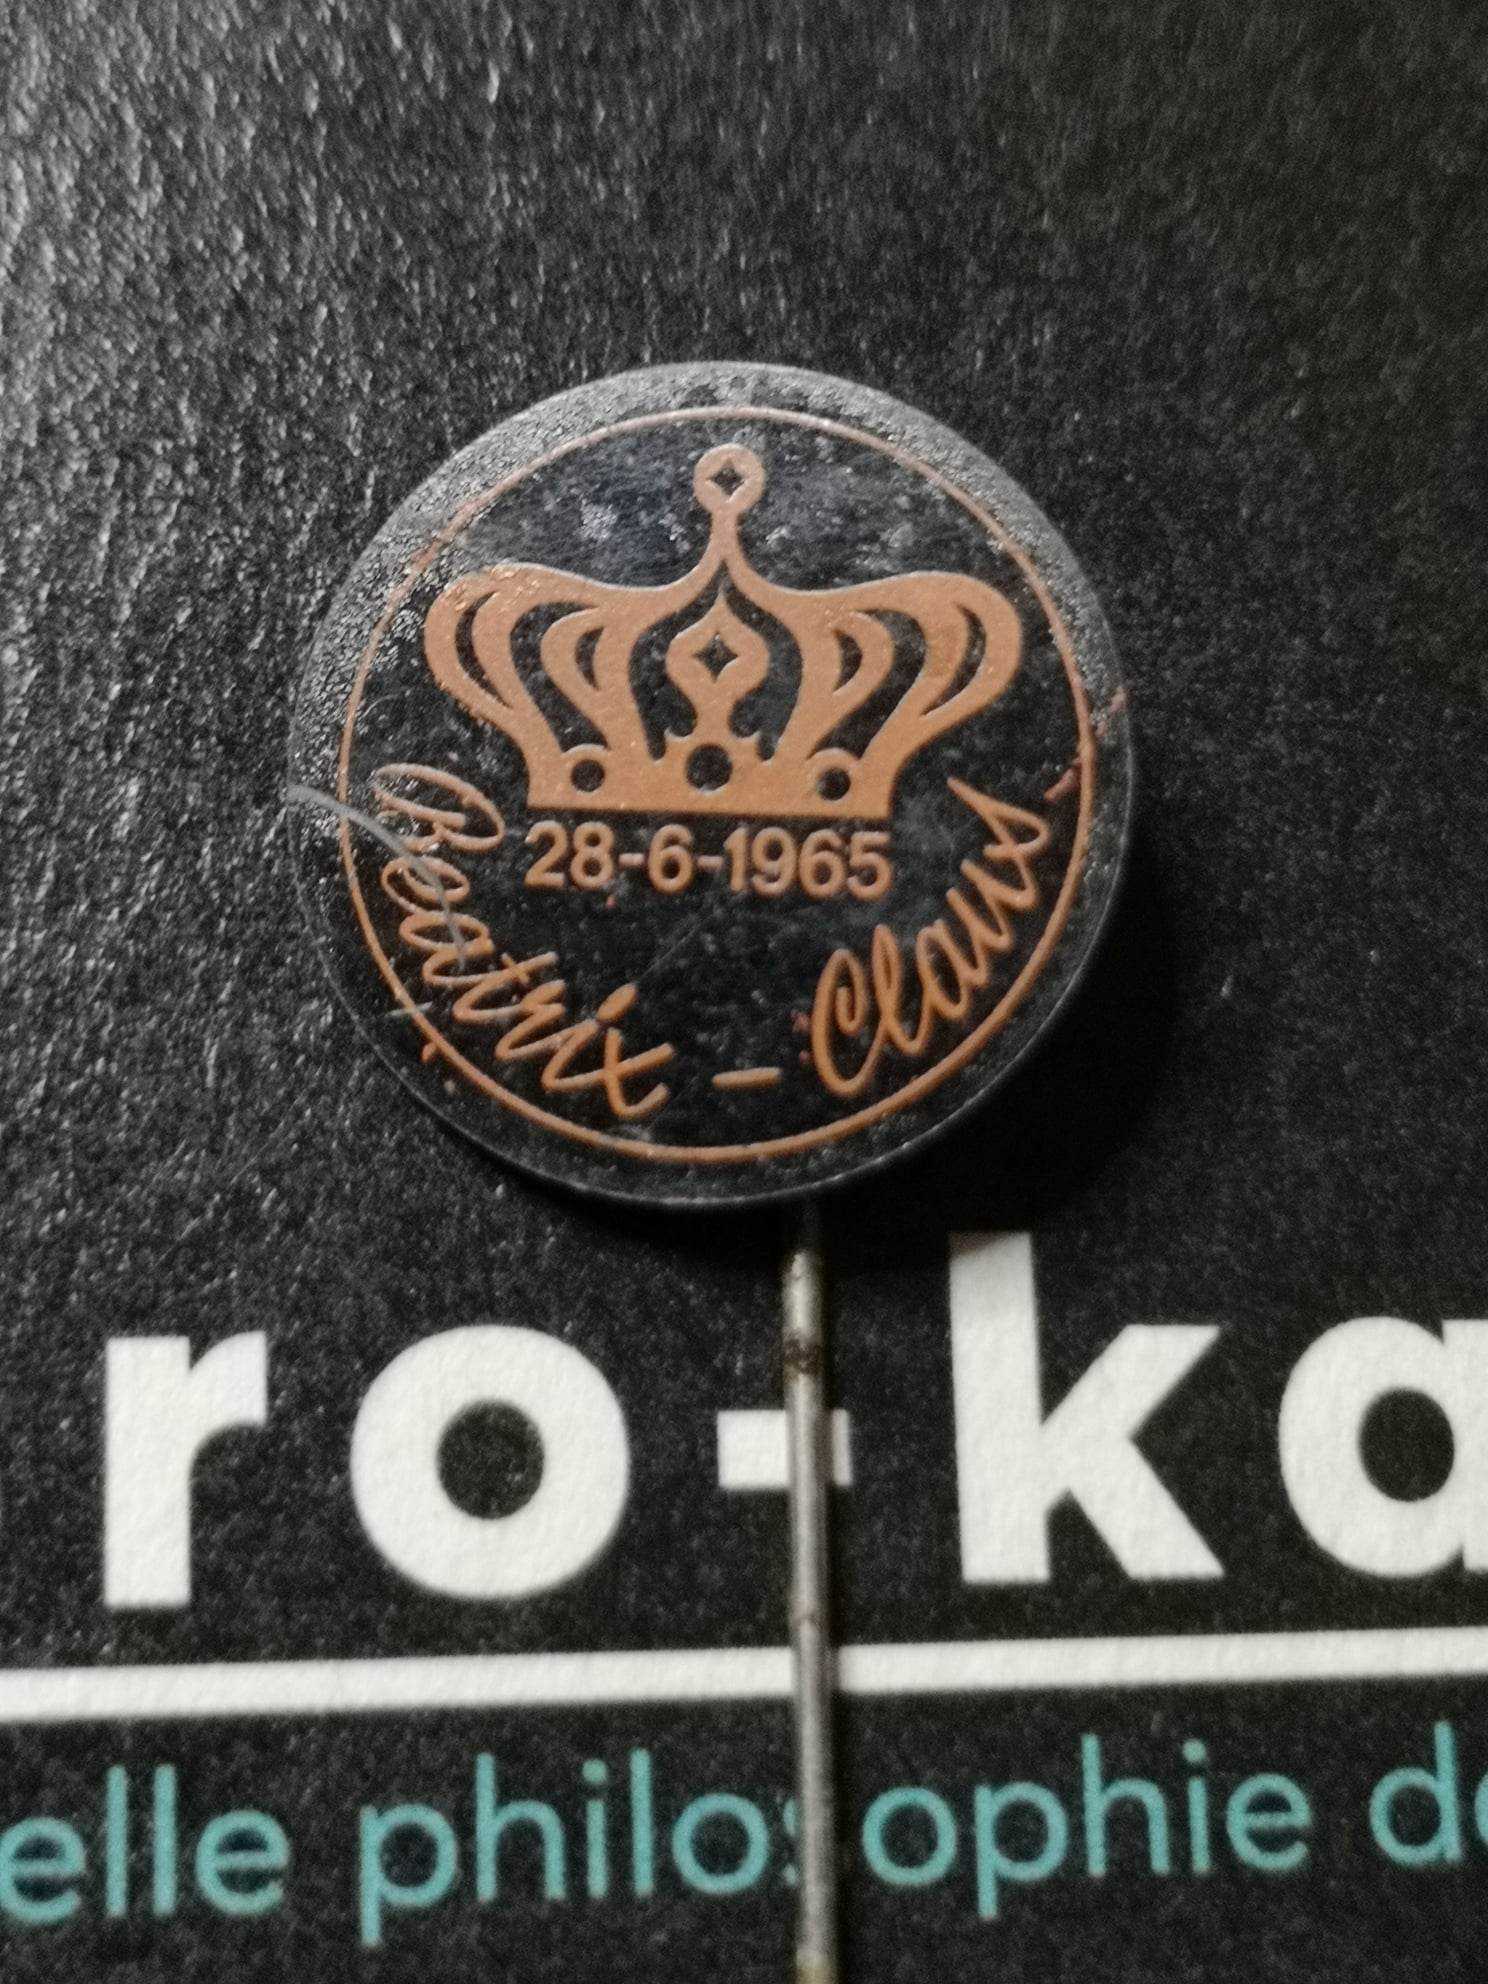 28-6-1965
Beatrix - Claus
ro-ka
elle philosophie de